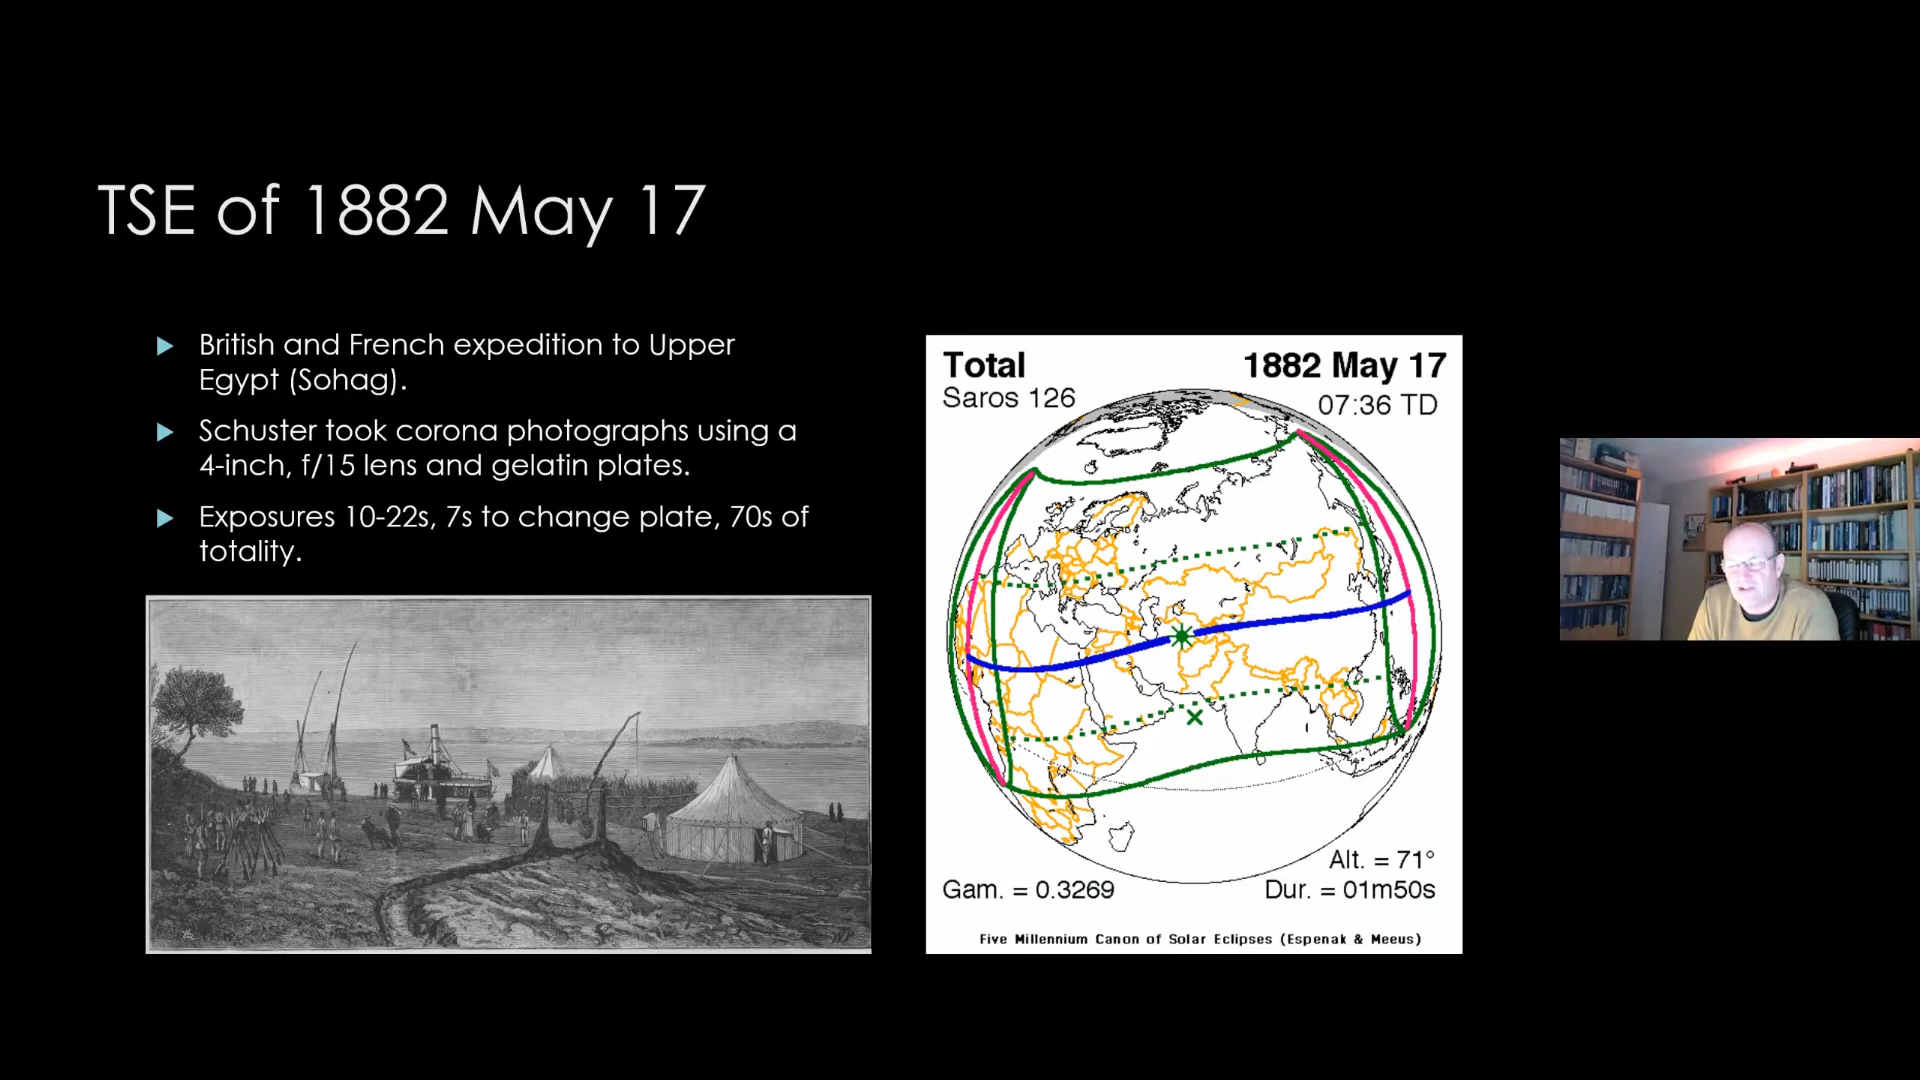 TSE of 1882 May 17
British and French expedition to Upper
Egypt (Sohag).
Schuster took corona photographs using a
4-inch, f/15 lens and gelatin plates.
Exposures 10-22s, 7s to change plate, 70s of
totality.
Total
1882 May 17
Saros 126
07:36 TD
Alt. = 71°
Gam. = 0.3269
Dur. = 01m50s
Five Millennium Canon of Solar Eclipses (Espenak & Meeus)